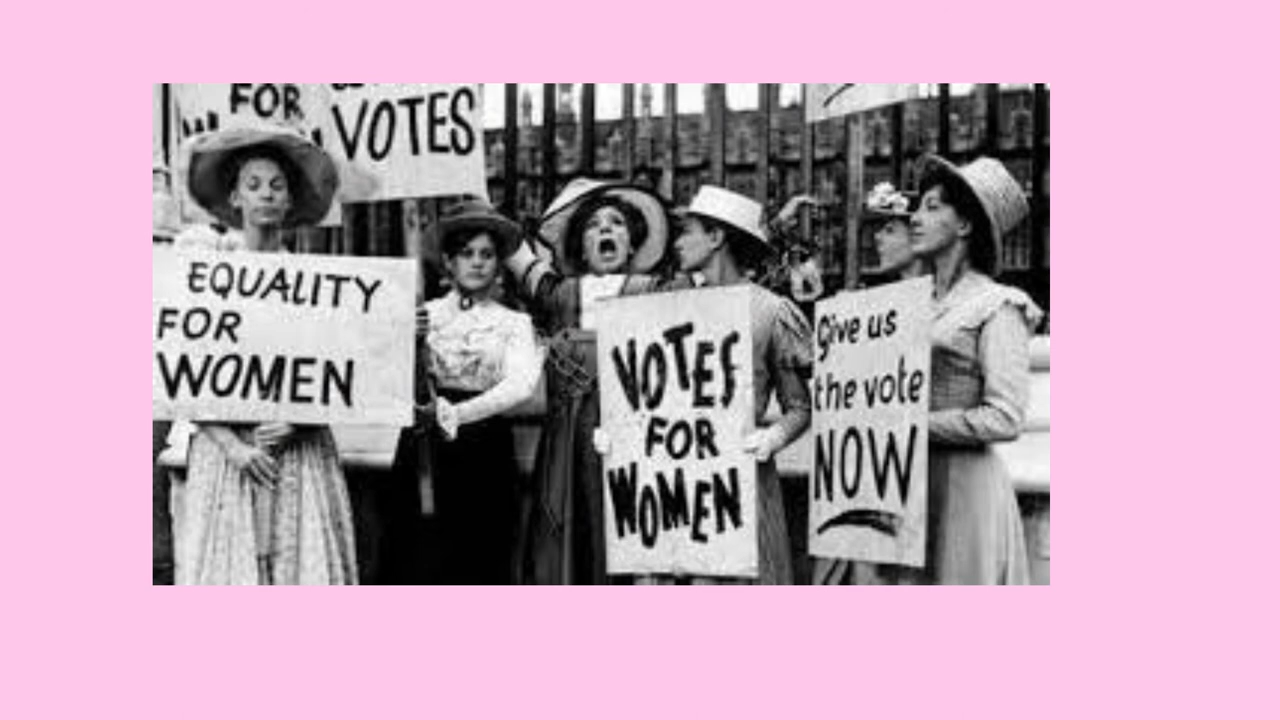 FOR
VOTES
EQUALITY
FOR
WOMEN
VOTES
FOR
WOMEN
Give us
the vote
NOW